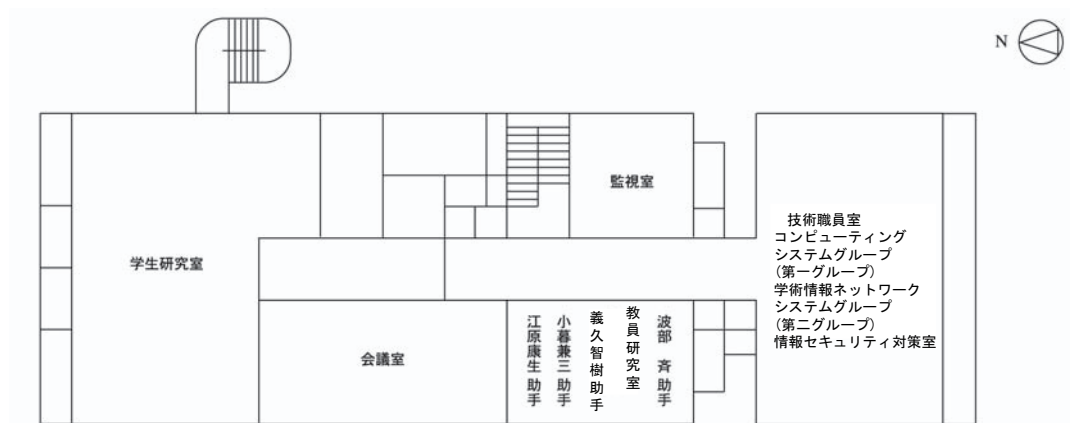 N
監視室
学生研究室
技術職員室
コンピューティング
システムグループ
(第一グループ)
学術情報ネットワーク
システムグループ
(第二グループ)
情報セキュリティ対策室
会議室
教員研究室
波部 斉 助手
義久智樹助手
小暮兼三 助手
江原康生 助手